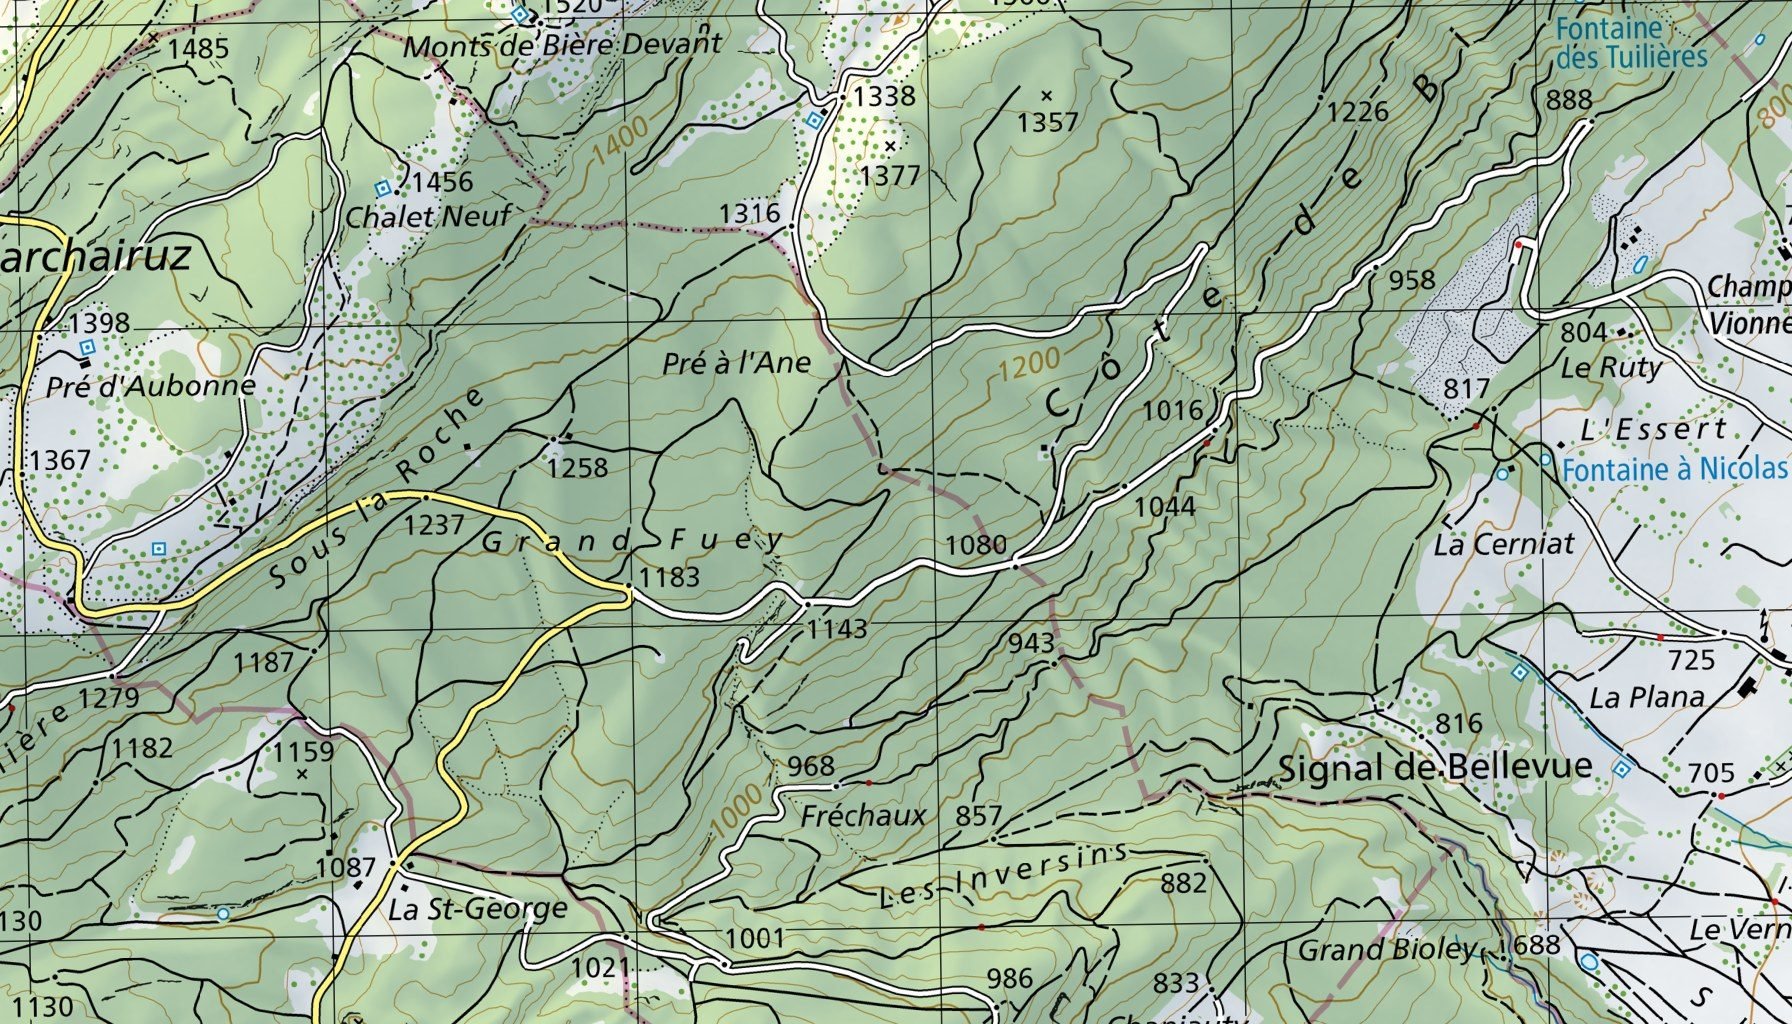 1520
1485
Monts de Bière Devant
Fontaine
des Tuilières
1338
1400
1357
1226
888
800
1377
1456
Chalet Neuf
1316
archairuz
Côte de Bi
958
Champ
Vionne
1398
804
Le Ruty
Pré d'Aubonne
Pré à l'Ane
1200
817
1016
L'Essert
Fontaine à Nicolas
1367
Sous la Roche
1258
1237
1044
Grand Fuey
1080
La Cerniat
1183
1143
943
1187
725
1279
La Plana
lière
1182
1159
816
968
Signal de Bellevue
705
1000
Fréchaux
857
Les Inversins
882
1087
La St-George
130
1001
Le Vern
Grand Bioley
688
1021
986
833
1130
S